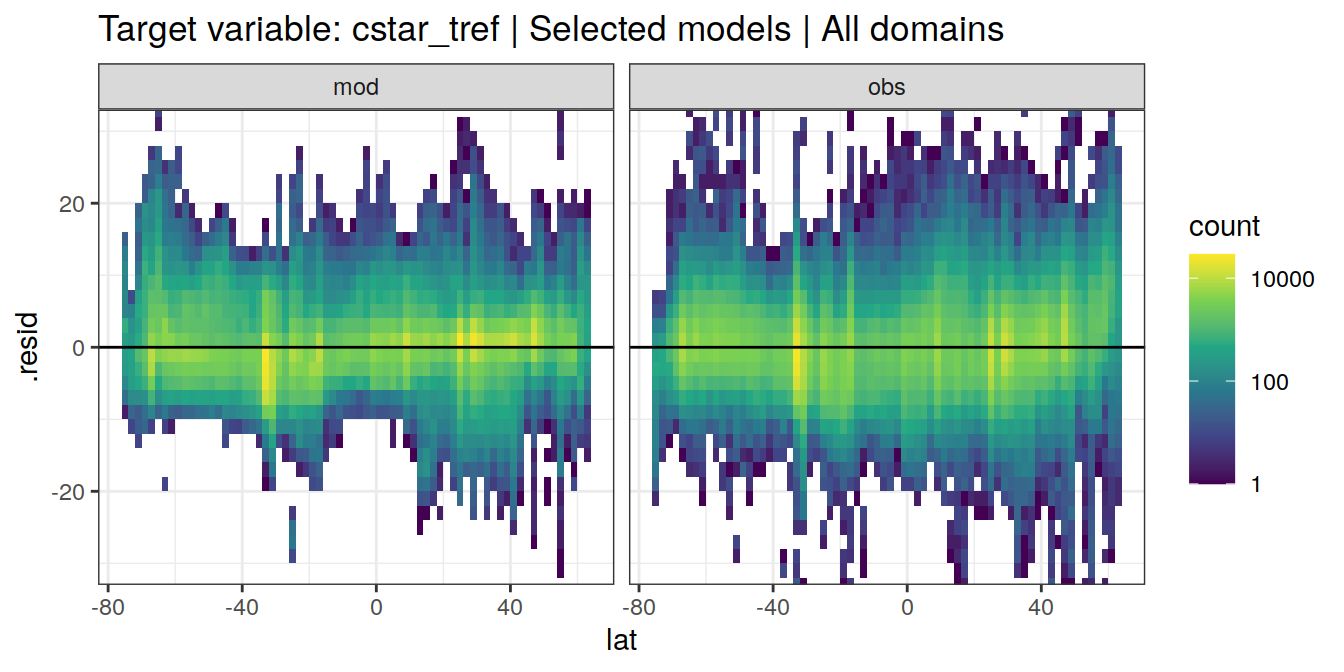 Target variable: cstar_tref | Selected models | All domains
mod
obs
.resid
20
0
-20
-80
-40
0
40
-80
-40
0
40
lat
count
10000
100
1